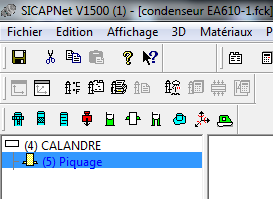 SICAPNet V1500 (1) - [condenseur EA610-1.fck]
Fichier Edition Affichage 3D Matériaux
(4) CALANDRE
(5) Piquage